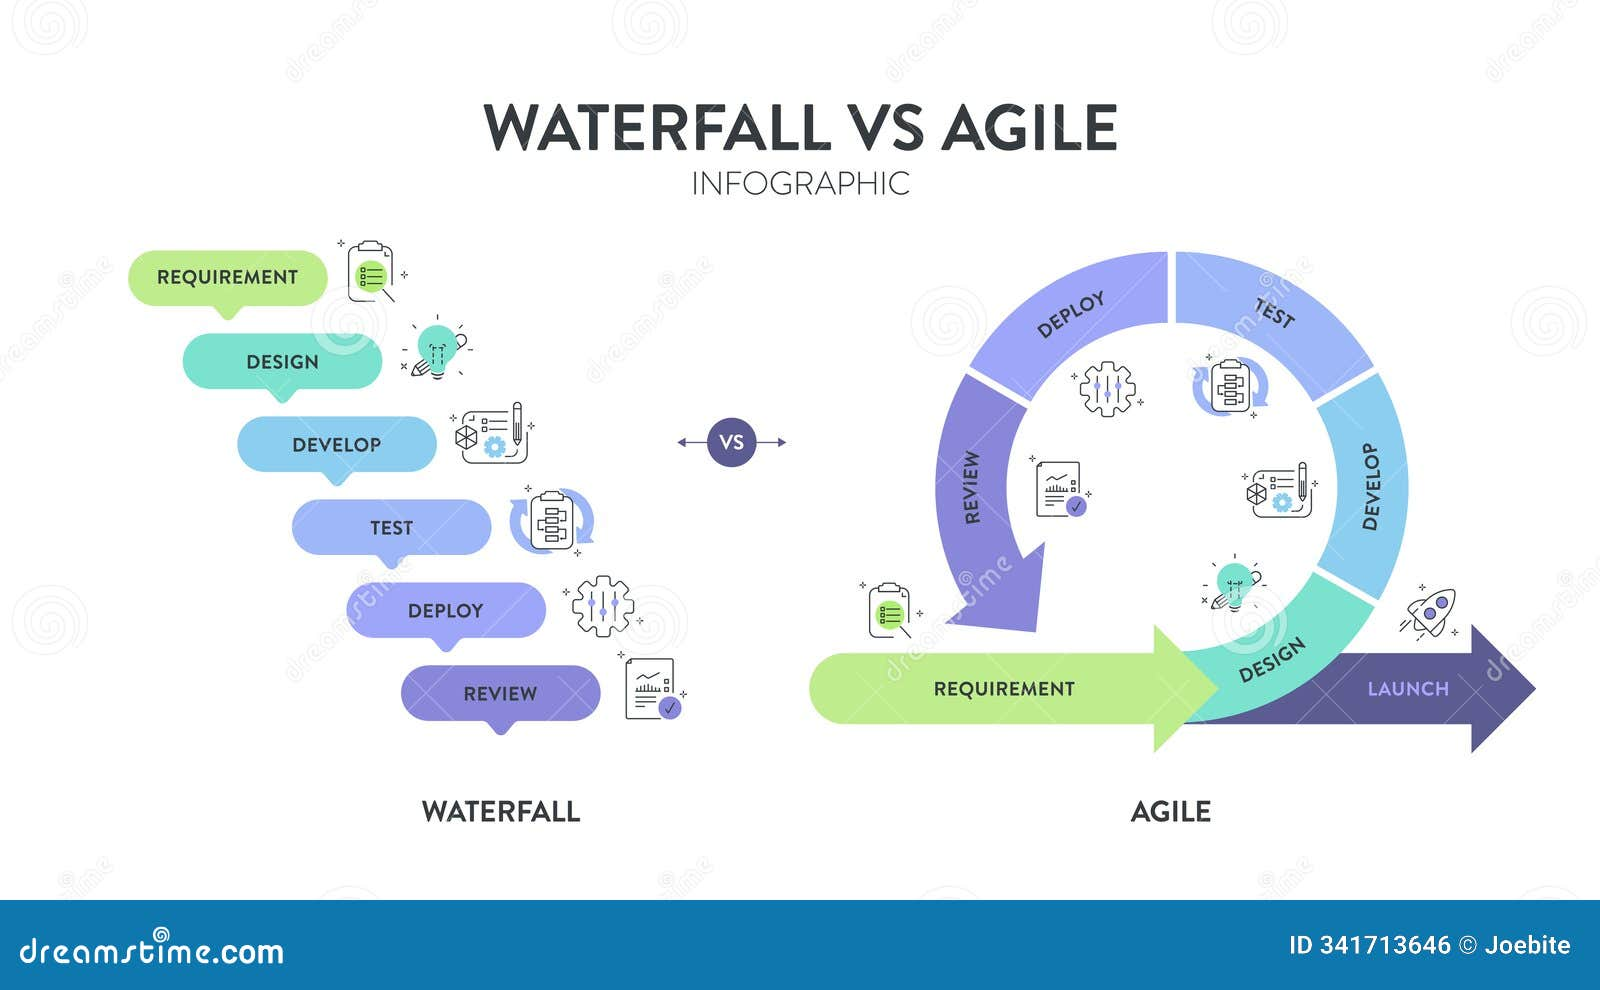 WATERFALL VS AGILE
INFOGRAPHIC
REQUIREMENT
DESIGN
DEVELOP
TEST
DEPLOY
REVIEW
WATERFALL
VS
DEPLOY
TEST
REVIEW
DEVELOP
DESIGN
REQUIREMENT
LAUNCH
AGILE
dreamstime.com
ID 341713646 © Joebite